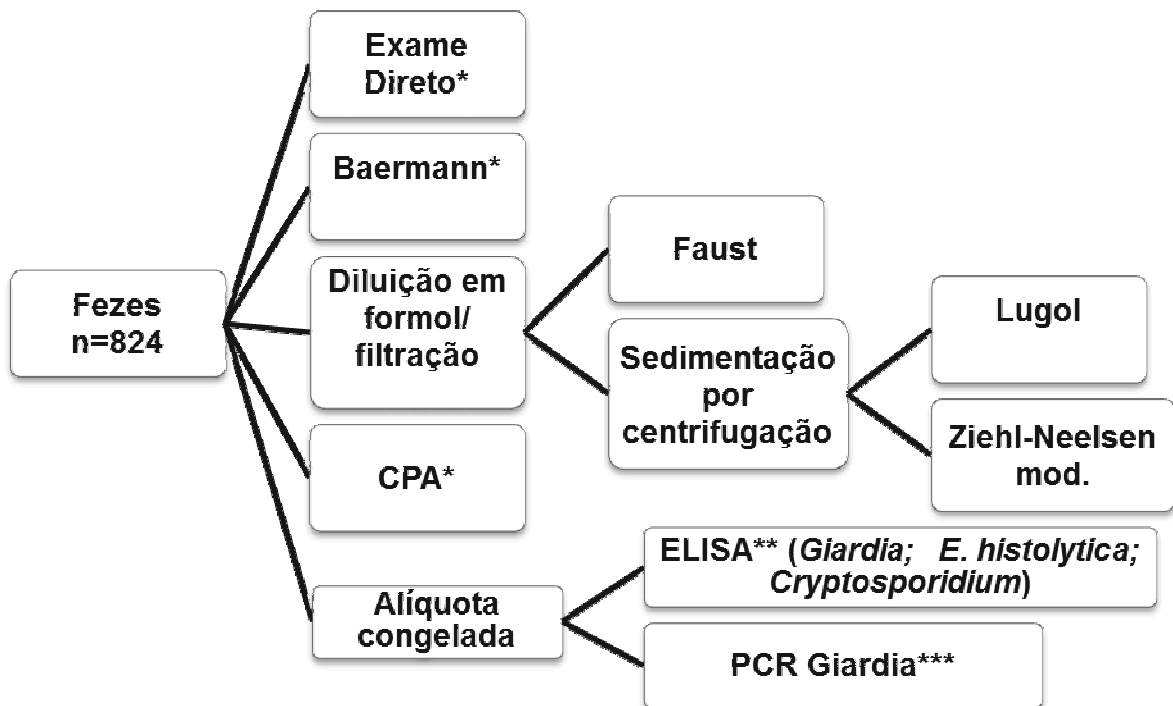 Fezes
n=824
Exame
Direto*
Baermann*
Diluição em
formol/
filtração
CPA*
Alíquota
congelada
Faust
Sedimentação
por
centrifugação
Lugol
Ziehl-Neelsen
mod.
ELISA** (Giardia; E. histolytica;
Cryptosporidium)
PCR Giardia***